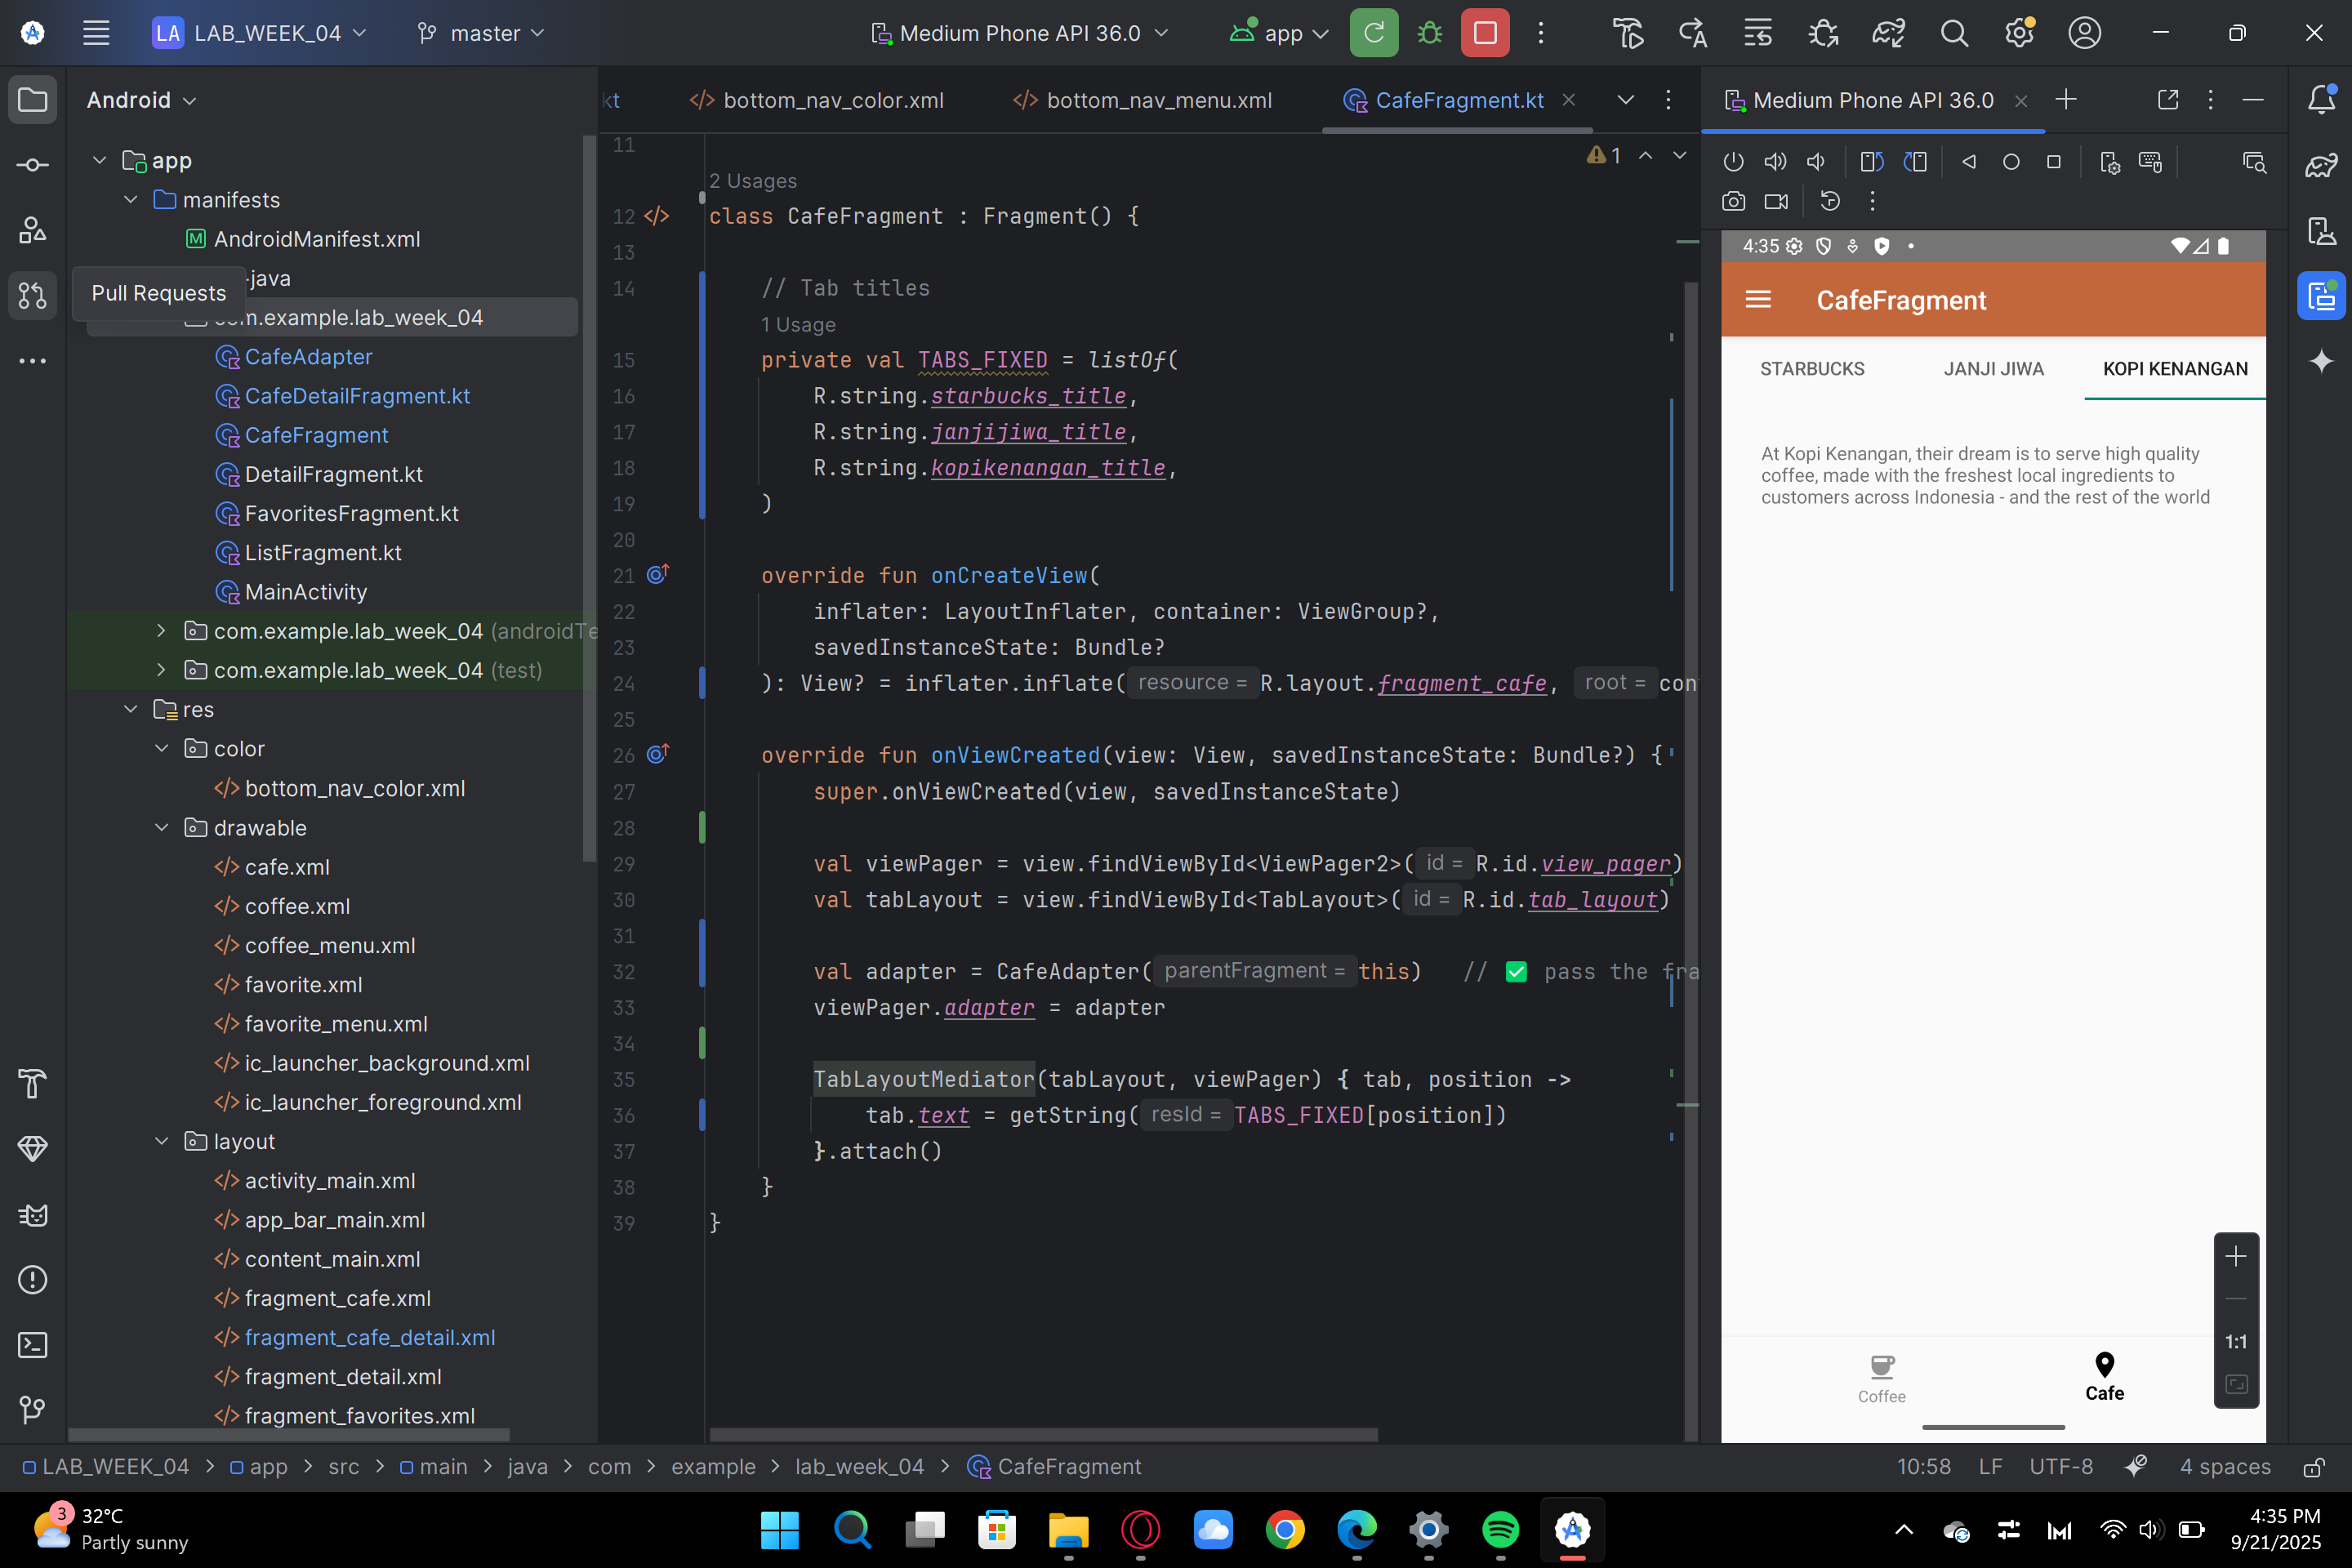 LA LAB_WEEK_04 master Medium Phone API 36.0 app
Android
app
manifests
AndroidManifest.xml
java
Pull Requests
com.example.lab_week_04
CafeAdapter
CafeDetailFragment.kt
CafeFragment
DetailFragment.kt
FavoritesFragment.kt
ListFragment.kt
MainActivity
com.example.lab_week_04 (androidTe
com.example.lab_week_04 (test)
res
color
bottom_nav_color.xml
drawable
cafe.xml
coffee.xml
coffee_menu.xml
favorite.xml
favorite_menu.xml
ic_launcher_background.xml
ic_launcher_foreground.xml
layout
activity_main.xml
app_bar_main.xml
content_main.xml
fragment_cafe.xml
fragment_cafe_detail.xml
fragment_detail.xml
fragment_favorites.xml
kt bottom_nav_color.xml bottom_nav_menu.xml CafeFragment.kt
1
11
2 Usages
12 class CafeFragment : Fragment() {
13
14 // Tab titles
1 Usage
15 private val TABS_FIXED = listOf(
16 R.string.starbucks_title,
17 R.string.janjijiwa_title,
18 R.string.kopikenangan_title,
19 )
20
21 override fun onCreateView(
22 inflater: LayoutInflater, container: ViewGroup?,
23 savedInstanceState: Bundle?
24 ): View? = inflater.inflate( resource = R.layout.fragment_cafe, root = con
25
26 override fun onViewCreated(view: View, savedInstanceState: Bundle?) {
27 super.onViewCreated(view, savedInstanceState)
28
29 val viewPager = view.findViewById<ViewPager2>( id = R.id.view_pager)
30 val tabLayout = view.findViewById<TabLayout>( id = R.id.tab_layout)
31
32 val adapter = CafeAdapter( parentFragment = this) // ✅ pass the fra
33 viewPager.adapter = adapter
34
35 TabLayoutMediator(tabLayout, viewPager) { tab, position ->
36 tab.text = getString( resId = TABS_FIXED[position])
37 }.attach()
38 }
39 }
Medium Phone API 36.0
4:35
CafeFragment
STARBUCKS JANJI JIWA KOPI KENANGAN
At Kopi Kenangan, their dream is to serve high quality
coffee, made with the freshest local ingredients to
customers across Indonesia - and the rest of the world
1:1
Coffee Cafe
LAB_WEEK_04 > app > src > main > java > com > example > lab_week_04 > CafeFragment
10:58 LF UTF-8 4 spaces
3
32°C
Partly sunny
4:35 PM
9/21/2025